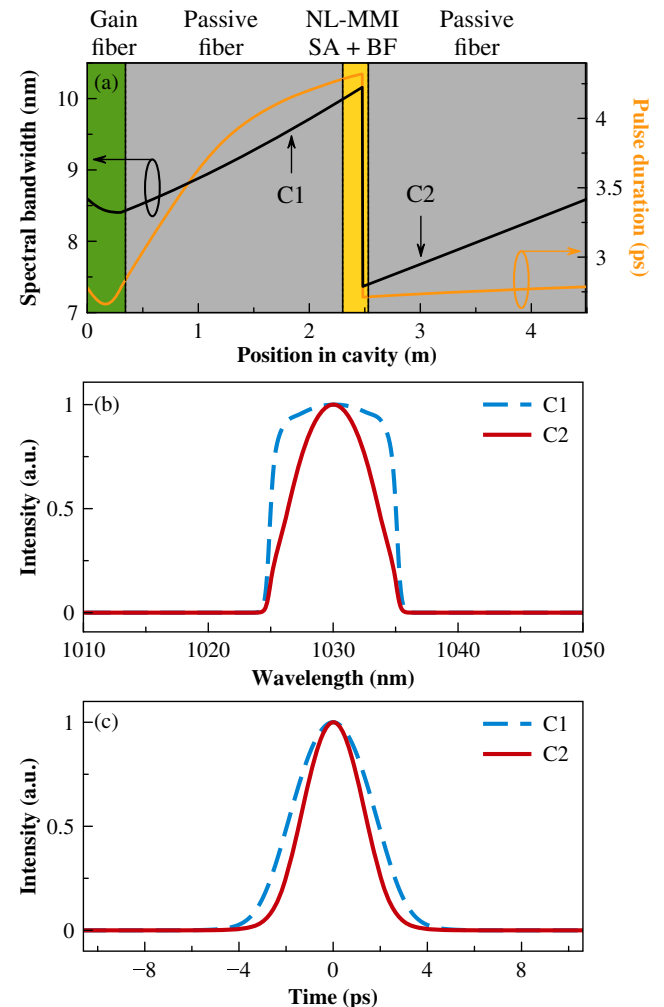 Gain fiber
Passive fiber
NL-MMI SA + BF
Passive fiber
(a)
10
9
8
7
Spectral bandwidth (nm)
C1
C2
4
3.5
3
2.5
Pulse duration (ps)
0
1
2
3
4
Position in cavity (m)
(b)
C1
C2
1
0.5
0
Intensity (a.u.)
1010
1020
1030
1040
1050
Wavelength (nm)
(c)
C1
C2
1
0.5
0
Intensity (a.u.)
−8
−4
0
4
8
Time (ps)